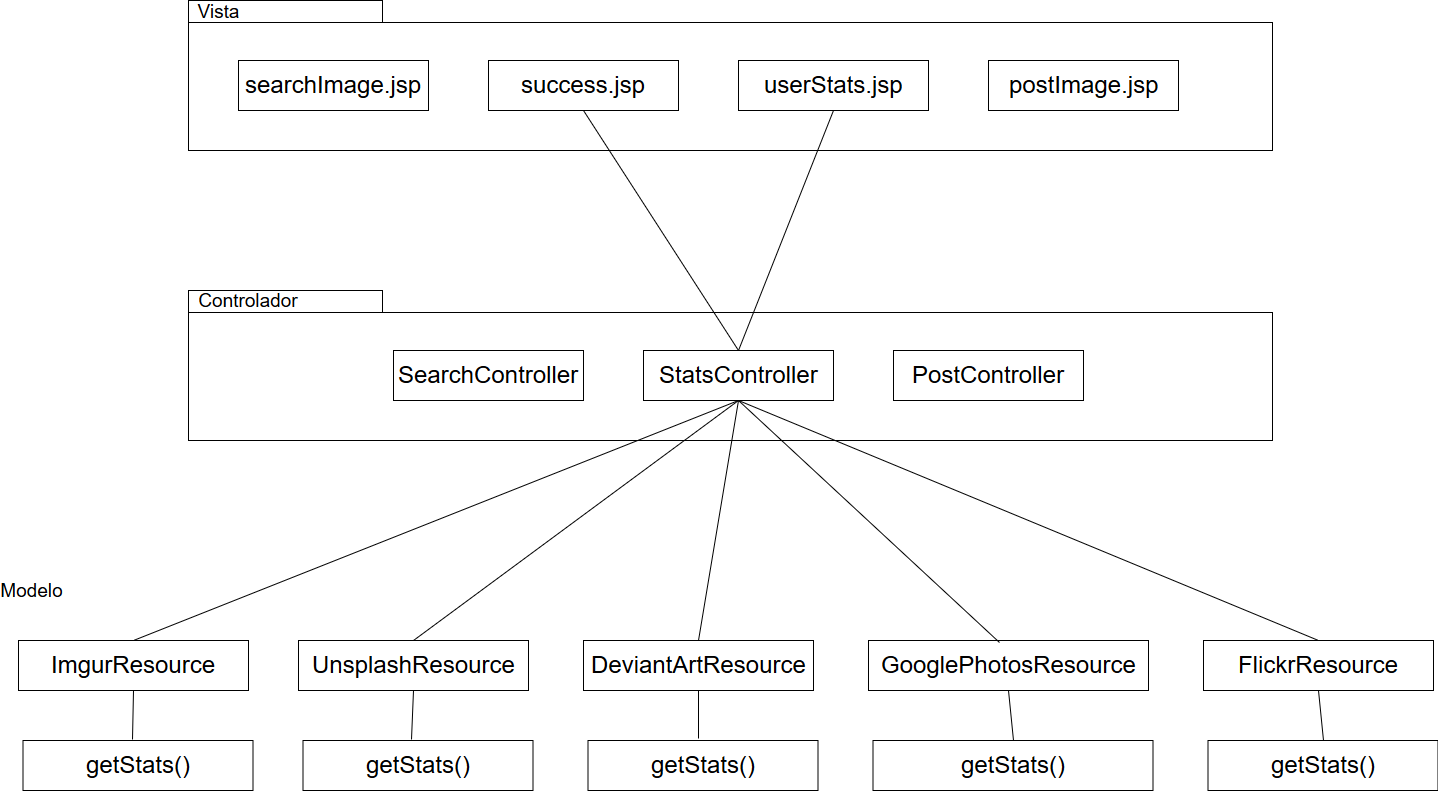 Vista
searchImage.jsp
success.jsp
userStats.jsp
postImage.jsp
Controlador
SearchController
StatsController
PostController
Modelo
ImgurResource
UnsplashResource
DeviantArtResource
GooglePhotosResource
FlickrResource
getStats()
getStats()
getStats()
getStats()
getStats()